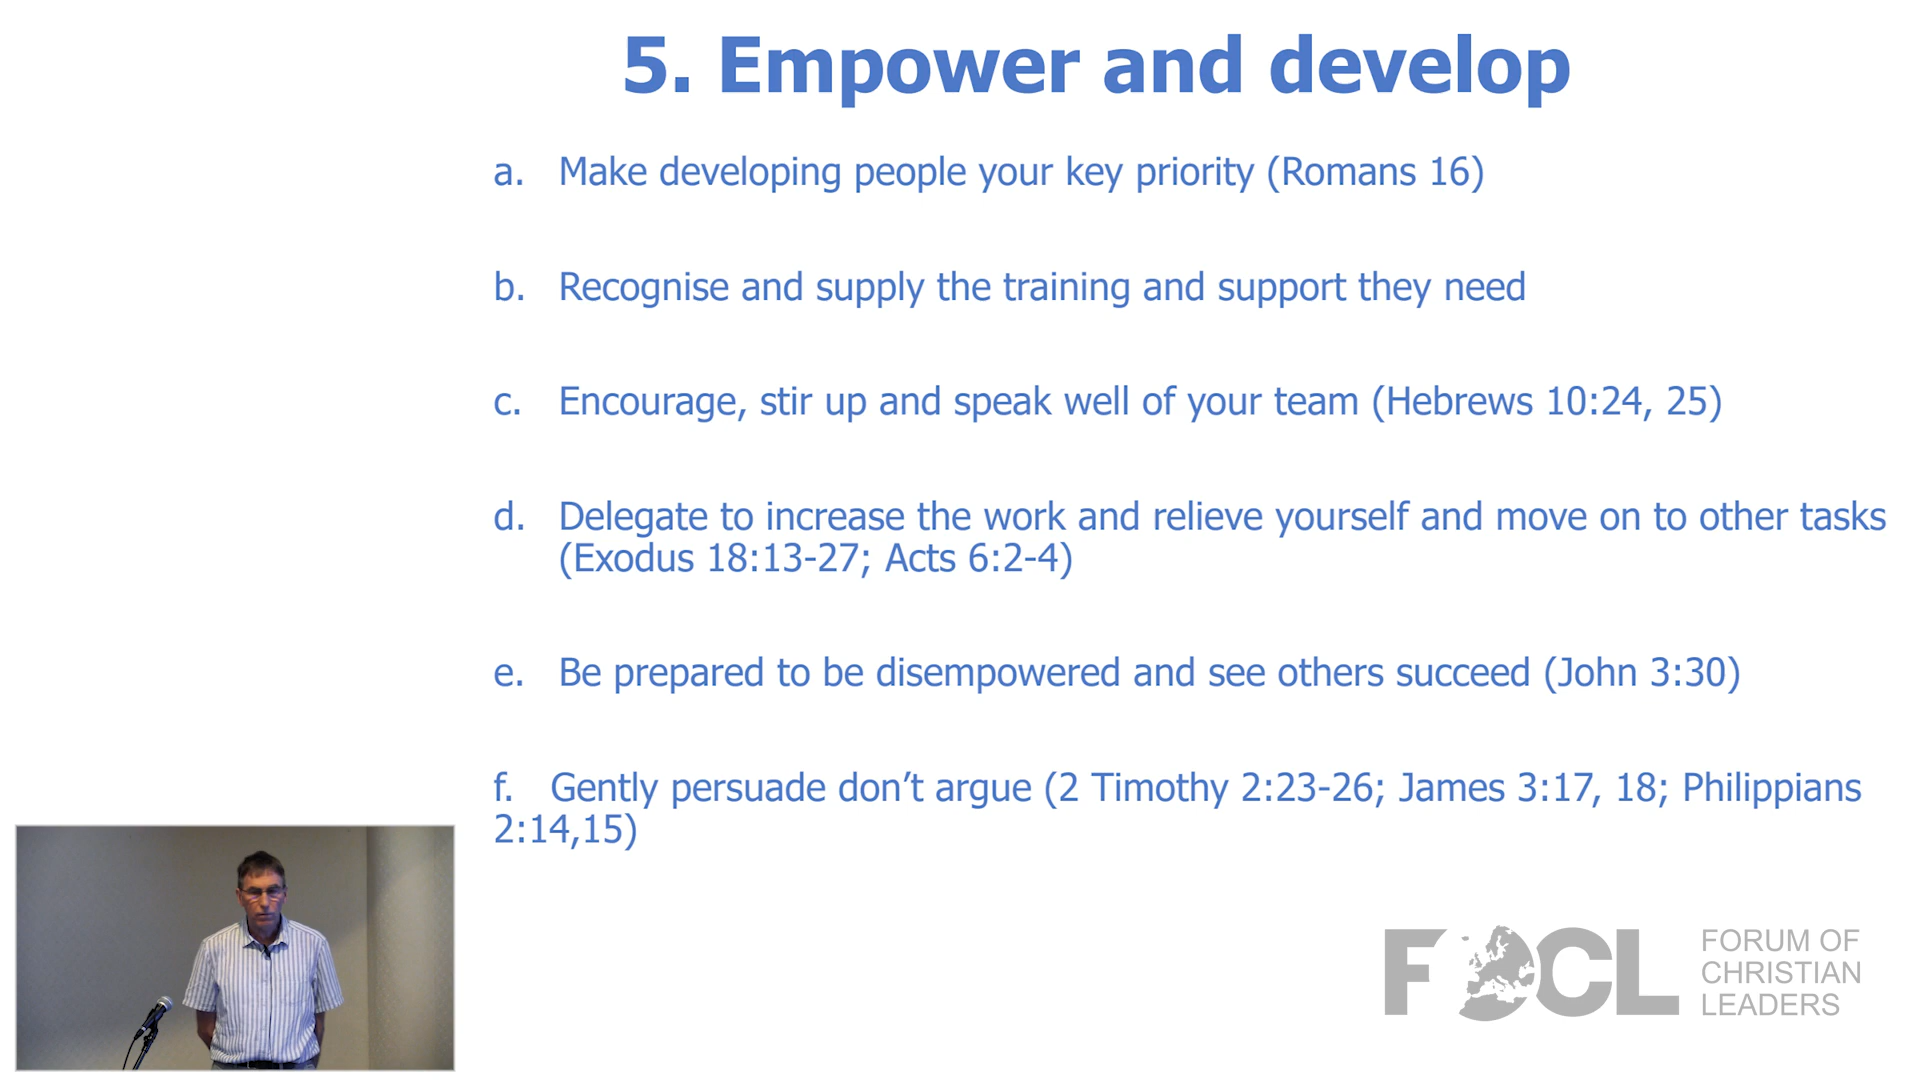 5. Empower and develop
a. Make developing people your key priority (Romans 16)
b. Recognise and supply the training and support they need
c. Encourage, stir up and speak well of your team (Hebrews 10:24, 25)
d. Delegate to increase the work and relieve yourself and move on to other tasks
(Exodus 18:13-27; Acts 6:2-4)
e. Be prepared to be disempowered and see others succeed (John 3:30)
f. Gently persuade don’t argue (2 Timothy 2:23-26; James 3:17, 18; Philippians
2:14,15)
FOCL
FORUM OF
CHRISTIAN
LEADERS